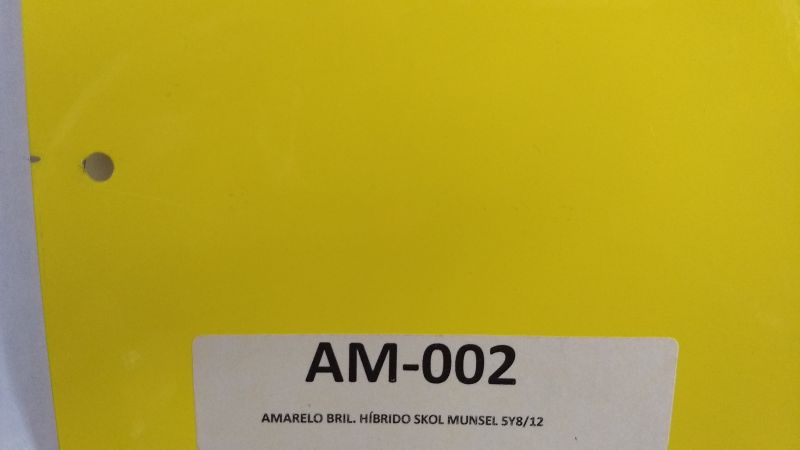 AM-002
AMARELO BRIL. HÍBRIDO SKOL MUNSEL 5Y8/12